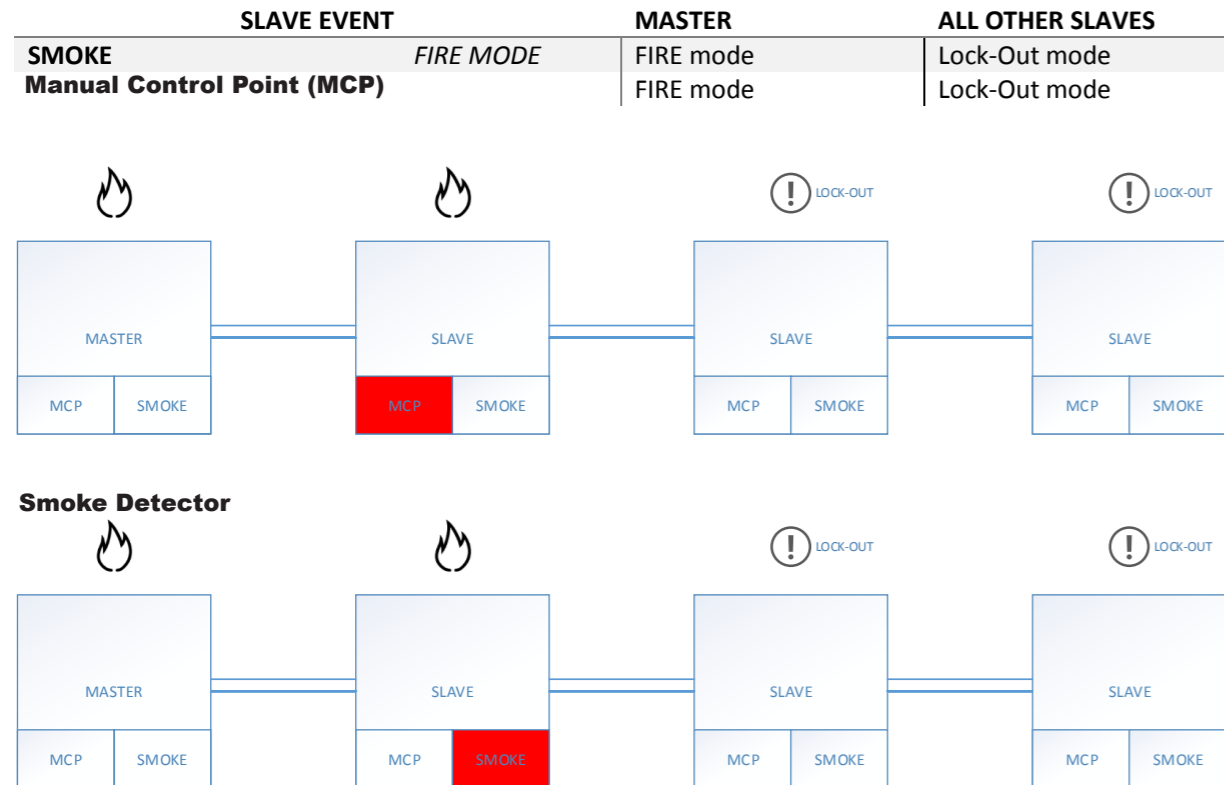 SLAVE EVENT MASTER ALL OTHER SLAVES
SMOKE FIRE MODE FIRE mode Lock-Out mode
Manual Control Point (MCP) FIRE mode Lock-Out mode
LOCK-OUT LOCK-OUT
MASTER SLAVE SLAVE SLAVE
MCP SMOKE MCP SMOKE MCP SMOKE MCP SMOKE
Smoke Detector
LOCK-OUT LOCK-OUT
MASTER SLAVE SLAVE SLAVE
MCP SMOKE MCP SMOKE MCP SMOKE MCP SMOKE